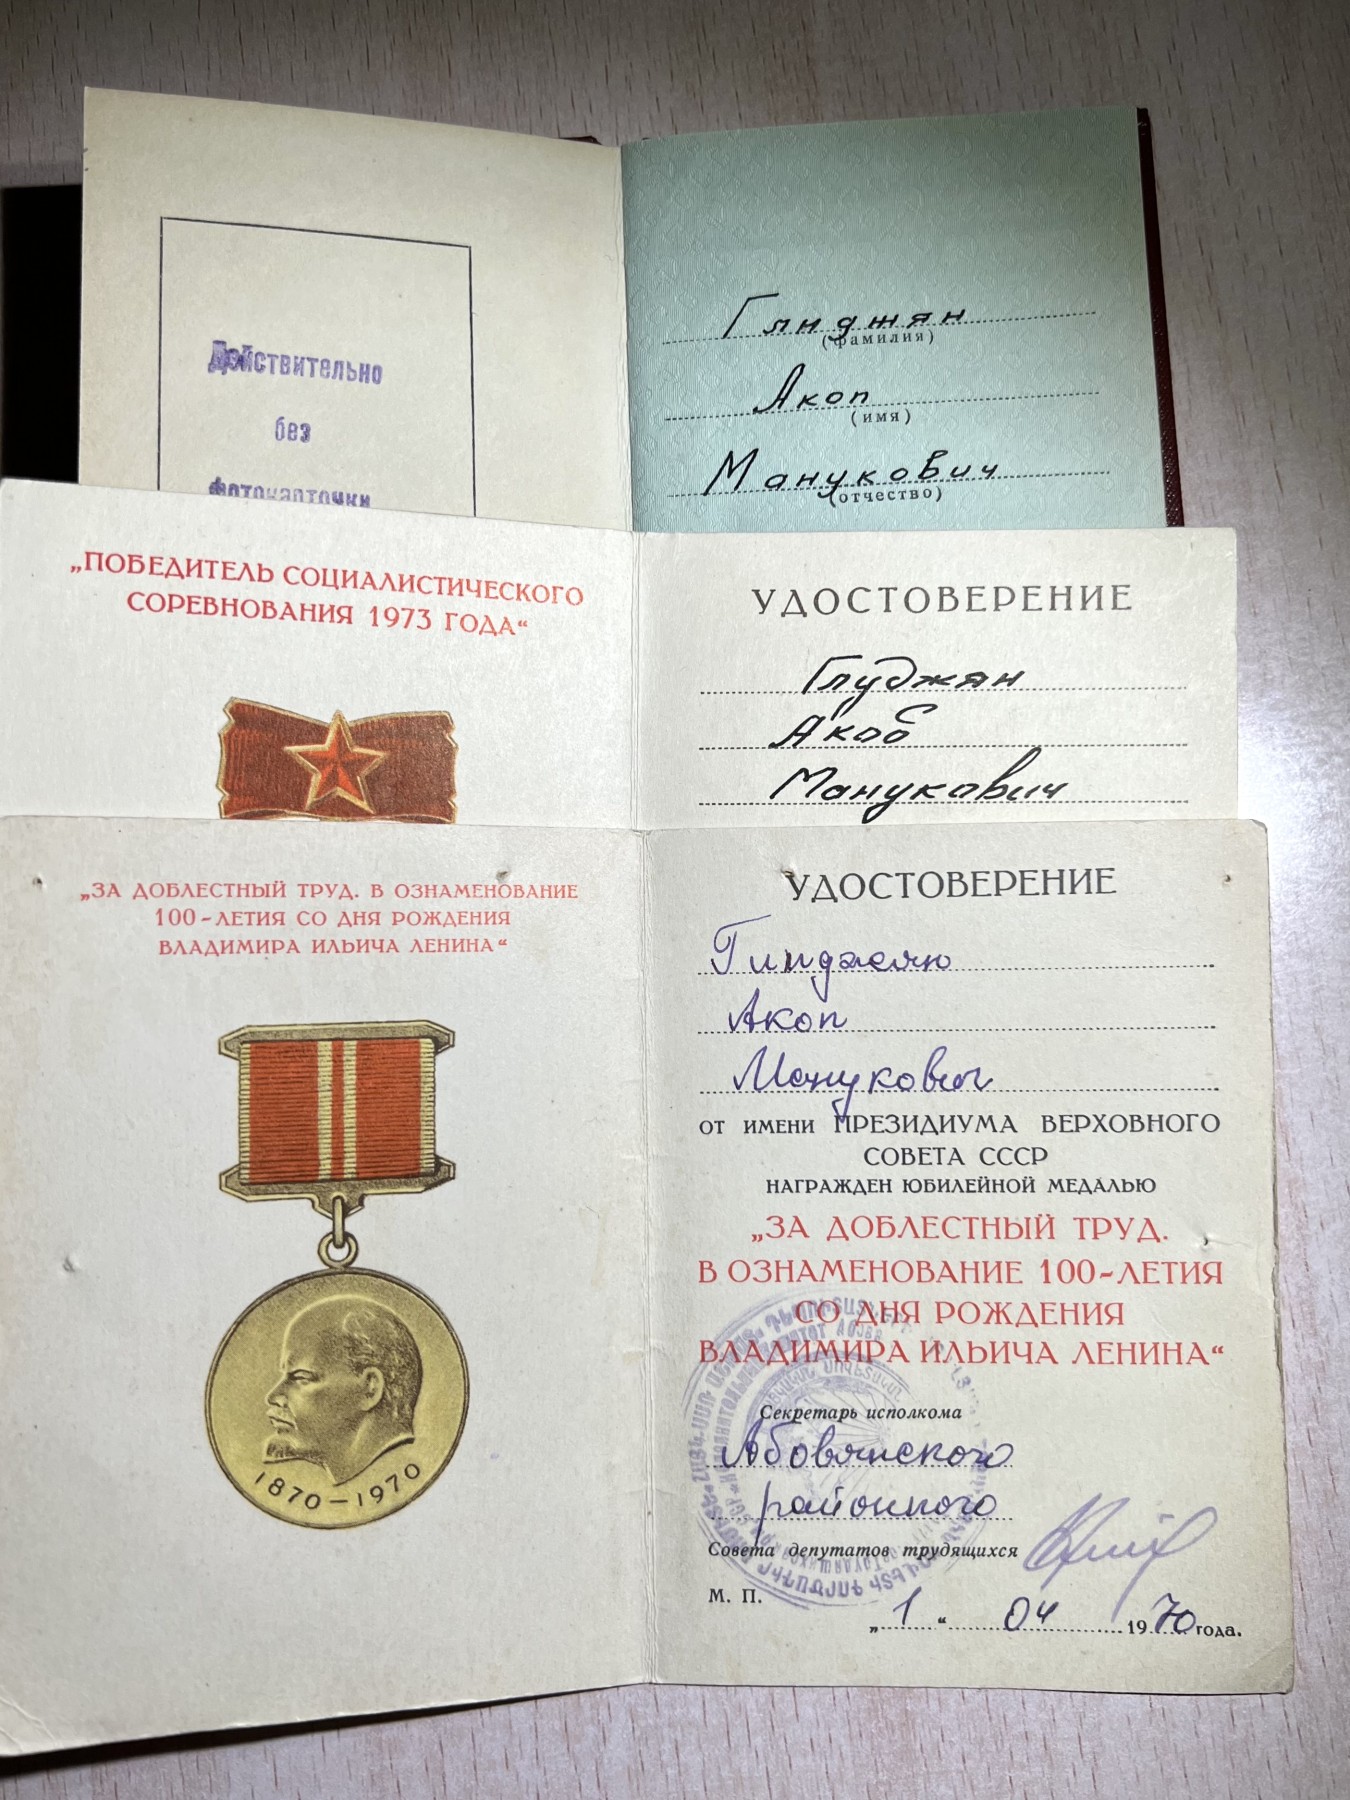 Действительно
без
фотокарточки
Глнджян
(фамилия)
Акоп
(имя)
Манукович
(отчество)
„ПОБЕДИТЕЛЬ СОЦИАЛИСТИЧЕСКОГО
СОРЕВНОВАНИЯ 1973 ГОДА“
УДОСТОВЕРЕНИЕ
Глуджян
Акоб
Манукович
„ЗА ДОБЛЕСТНЫЙ ТРУД. В ОЗНАМЕНОВАНИЕ
100-ЛЕТИЯ СО ДНЯ РОЖДЕНИЯ
ВЛАДИМИРА ИЛЬИЧА ЛЕНИНА“
1870-1970
УДОСТОВЕРЕНИЕ
Акоп
Манукович
ОТ ИМЕНИ ПРЕЗИДИУМА ВЕРХОВНОГО
СОВЕТА СССР
НАГРАЖДЕН ЮБИЛЕЙНОЙ МЕДАЛЬЮ
„ЗА ДОБЛЕСТНЫЙ ТРУД.
В ОЗНАМЕНОВАНИЕ 100-ЛЕТИЯ
СО ДНЯ РОЖДЕНИЯ
ВЛАДИМИРА ИЛЬИЧА ЛЕНИНА“
Секретарь исполкома
Абовянского
районного
Совета депутатов трудящихся
М. П.
„1“ 04 1970 года.